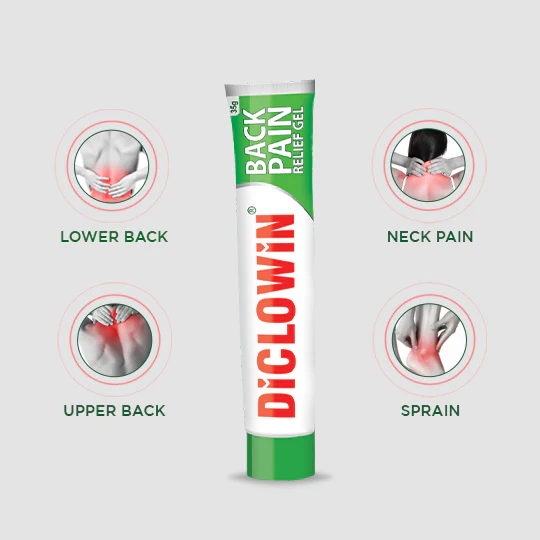 LOWER BACK
UPPER BACK
35g
BACK
PAIN
RELIEF GEL
DiCLOWiN®
NECK PAIN
SPRAIN